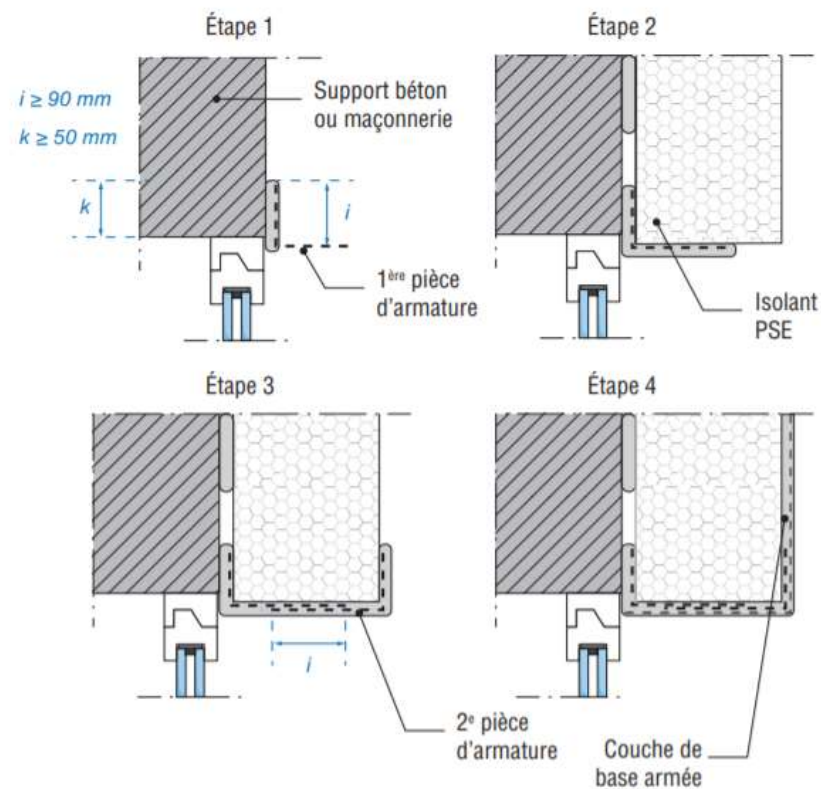 Étape 1
Étape 2
i ≥ 90 mm
k ≥ 50 mm
Support béton
ou maçonnerie
k
i
1ère pièce
d'armature
Isolant
PSE
Étape 3
Étape 4
i
2e pièce
d'armature
Couche de
base armée